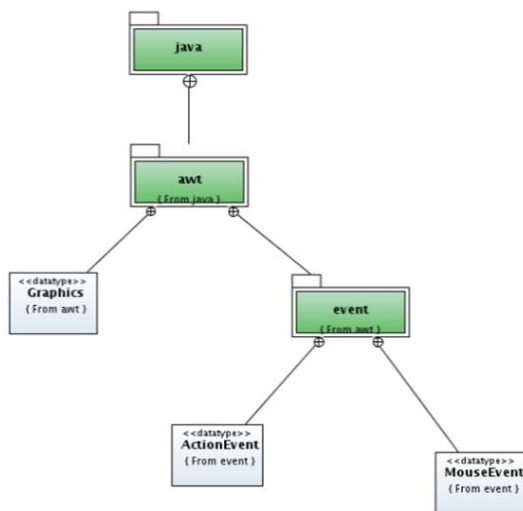 java
awt
{ From java }
<<datatype>>
Graphics
{ From awt }
event
{ From awt }
<<datatype>>
ActionEvent
{ From event }
<<datatype>>
MouseEvent
{ From event }